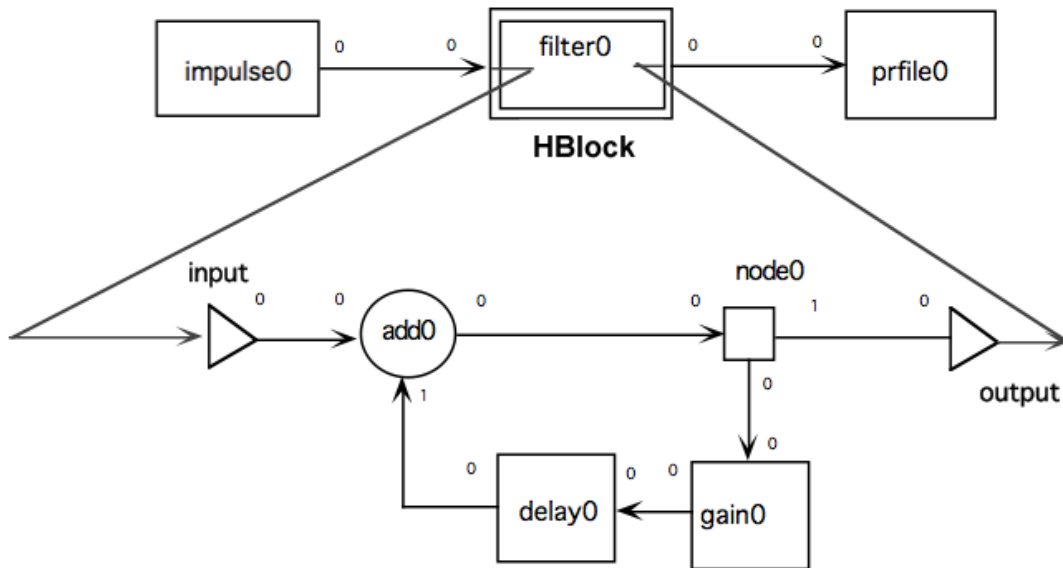 0 0 filter0 0 0
impulse0 prfile0
HBlock
input node0
0 0 0 0 1 0
add0
1 0 output
0
0 0 0
delay0 gain0